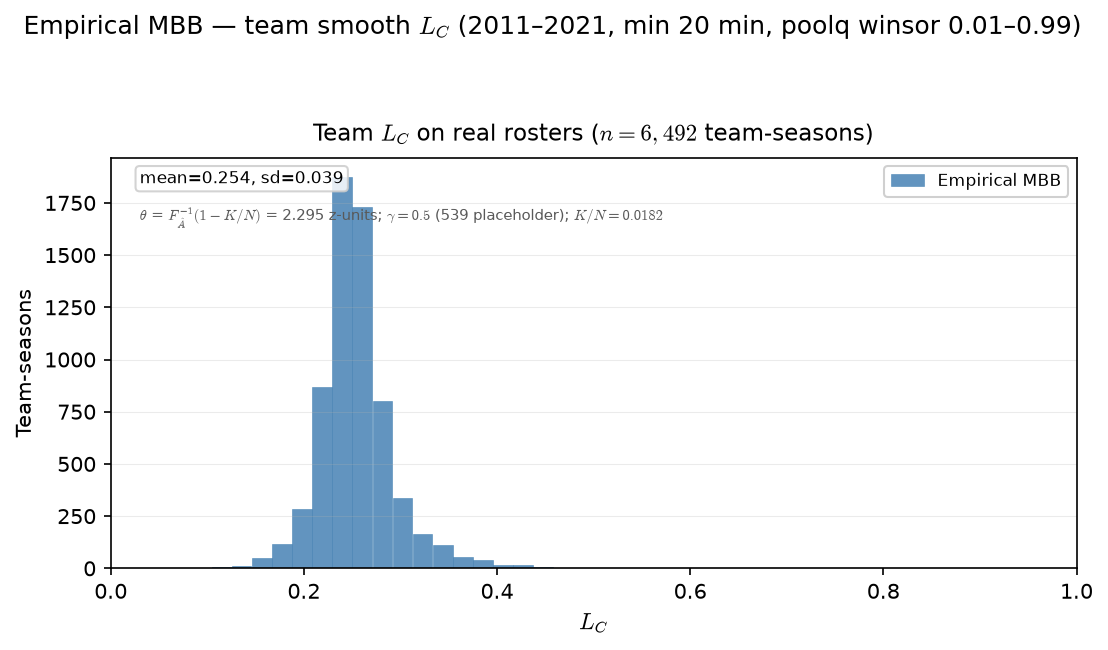 Empirical MBB — team smooth L_C (2011–2021, min 20 min, poolq winsor 0.01–0.99)
Team L_C on real rosters (n = 6, 492 team-seasons)
mean=0.254, sd=0.039
Empirical MBB
θ = F_Â^{-1}(1 − K/N) = 2.295 z-units; γ = 0.5 (539 placeholder); K/N = 0.0182
Team-seasons
1750
1500
1250
1000
750
500
250
0
0.0 0.2 0.4 0.6 0.8 1.0
L_C